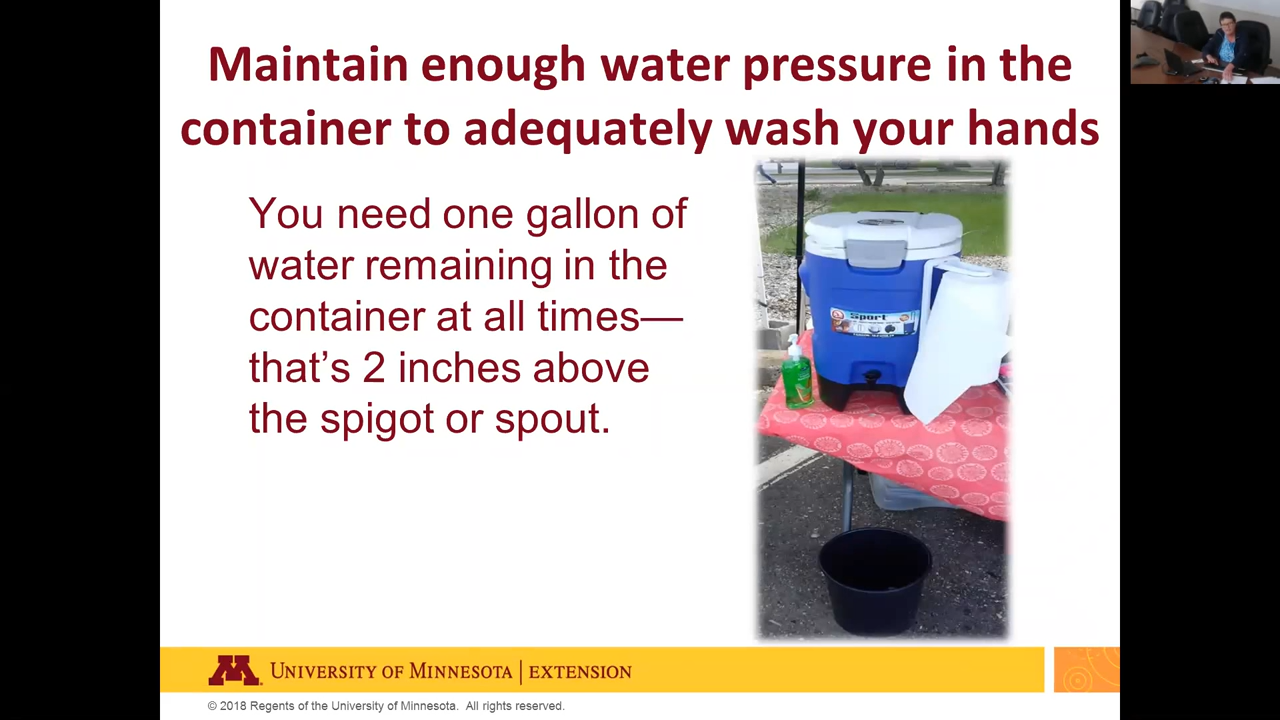 Maintain enough water pressure in the
container to adequately wash your hands
You need one gallon of
water remaining in the
container at all times—
that's 2 inches above
the spigot or spout.
Sport
UNIVERSITY OF MINNESOTA | EXTENSION
© 2018 Regents of the University of Minnesota. All rights reserved.